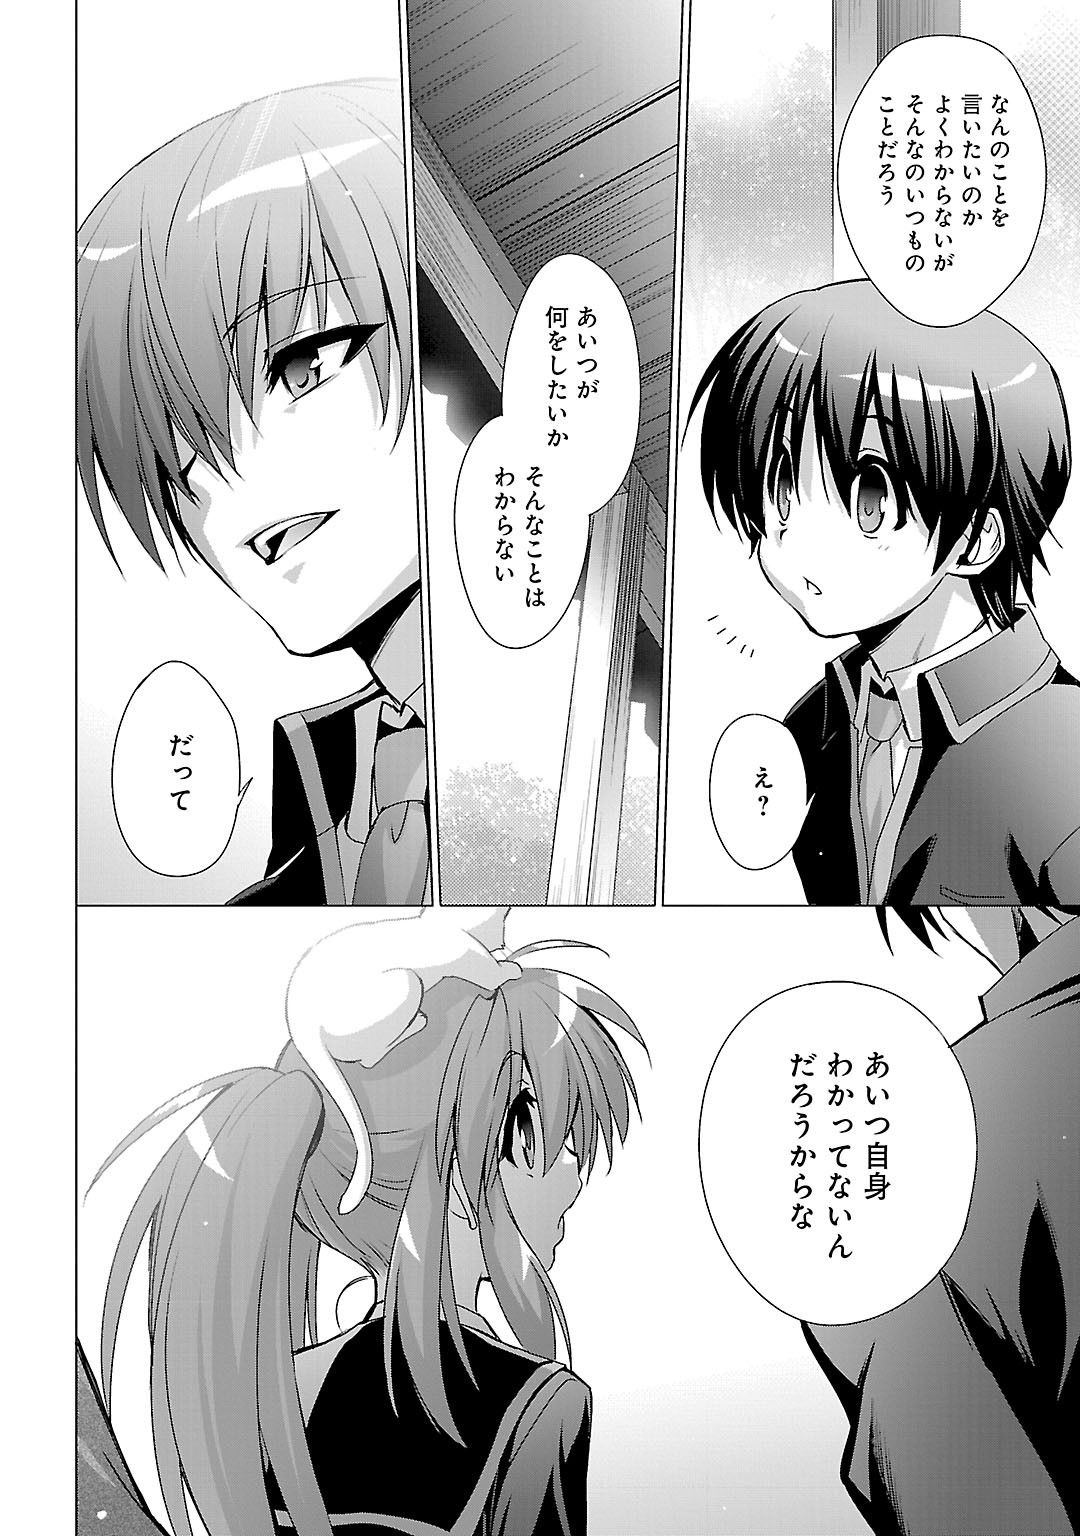 なんのことを
言いたいのか
よくわからないが
そんなのいつもの
ことだろう
え？
あいつが
何をしたいか
そんなことは
わからない
だって
あいつ自身
わかってないん
だろうからな